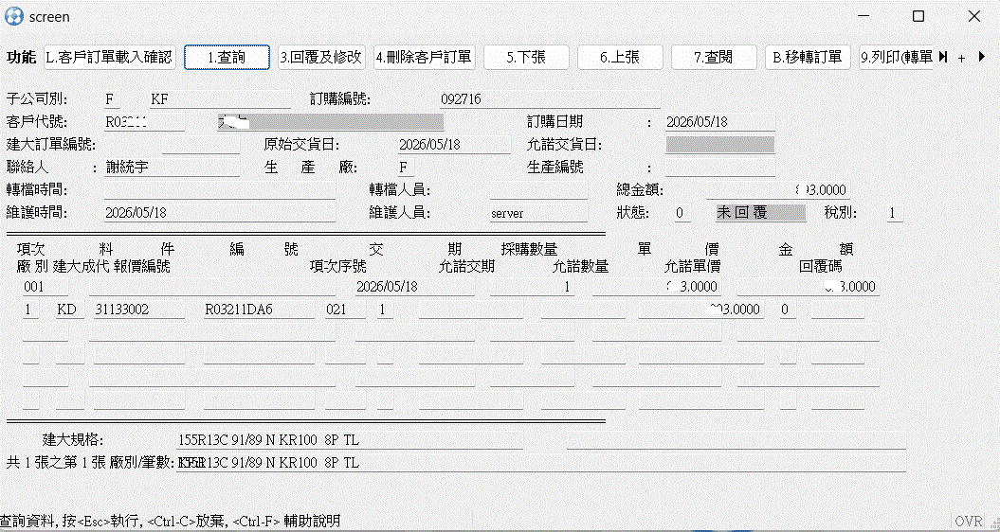 screen
功能 L.客戶訂單載入確認 1.查詢 3.回覆及修改 4.刪除客戶訂單 5.下張 6.上張 7.查閱 B.移轉訂單 9.列印(轉單 +
子公司別: F KF 訂購編號: 092716
客戶代號: 訂購日期 : 2026/05/18
建大訂單編號: 原始交貨日: 2026/05/18 允諾交貨日:
聯絡人 : 謝統宇 生 產 廠: F 生產編號 :
轉檔時間: 轉檔人員: 總金額: 93.0000
維護時間: 2026/05/18 維護人員: server 狀態: 0 未回覆 稅別: 1
項次 料 件 編 號 交 期 採購數量 單 價 金 額
廠 別 建大成代 報價編號 項次序號 允諾交期 允諾數量 允諾單價 回覆碼
001 2026/05/18 1 3.0000 3.0000
1 KD 31133002 R03211DA6 021 1 93.0000 0
建大規格: 155R13C 91/89 N KR100 8P TL
共 1 張之第 1 張 廠別/筆數: 155R13C 91/89 N KR100 8P TL
查詢資料, 按<Esc>執行, <Ctrl-C>放棄, <Ctrl-F> 輔助說明
OVR